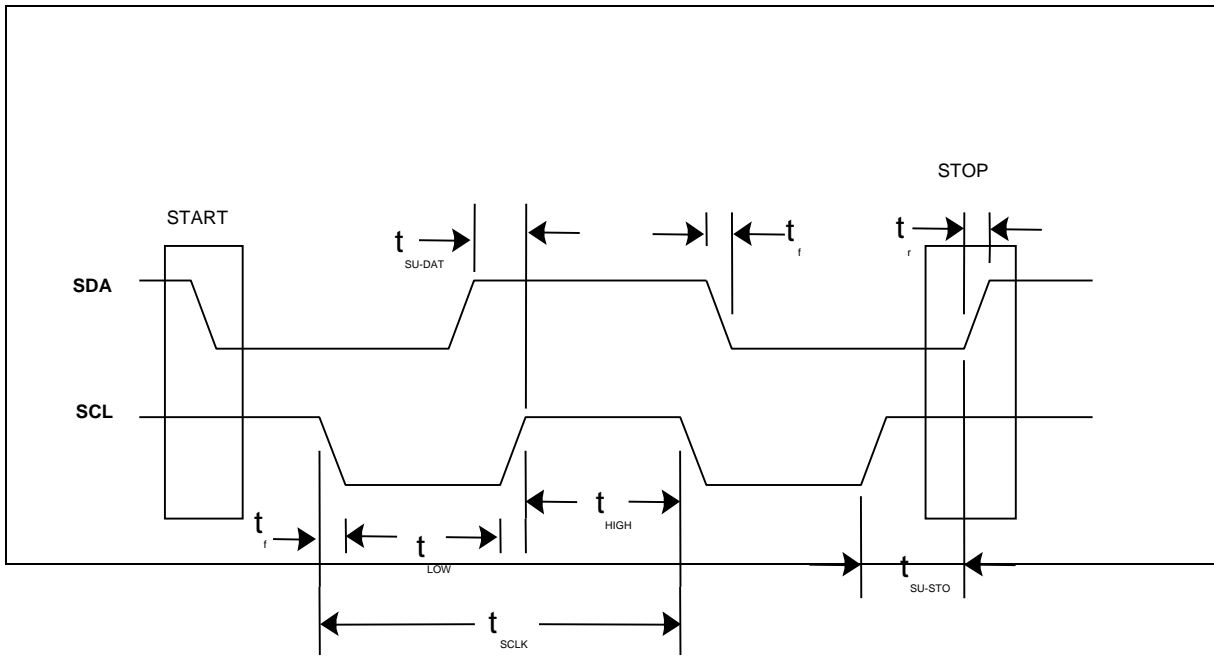 STOP
START
t SU-DAT
t f
t r
SDA
SCL
t HIGH
t f
t LOW
t SU-STO
t SCLK